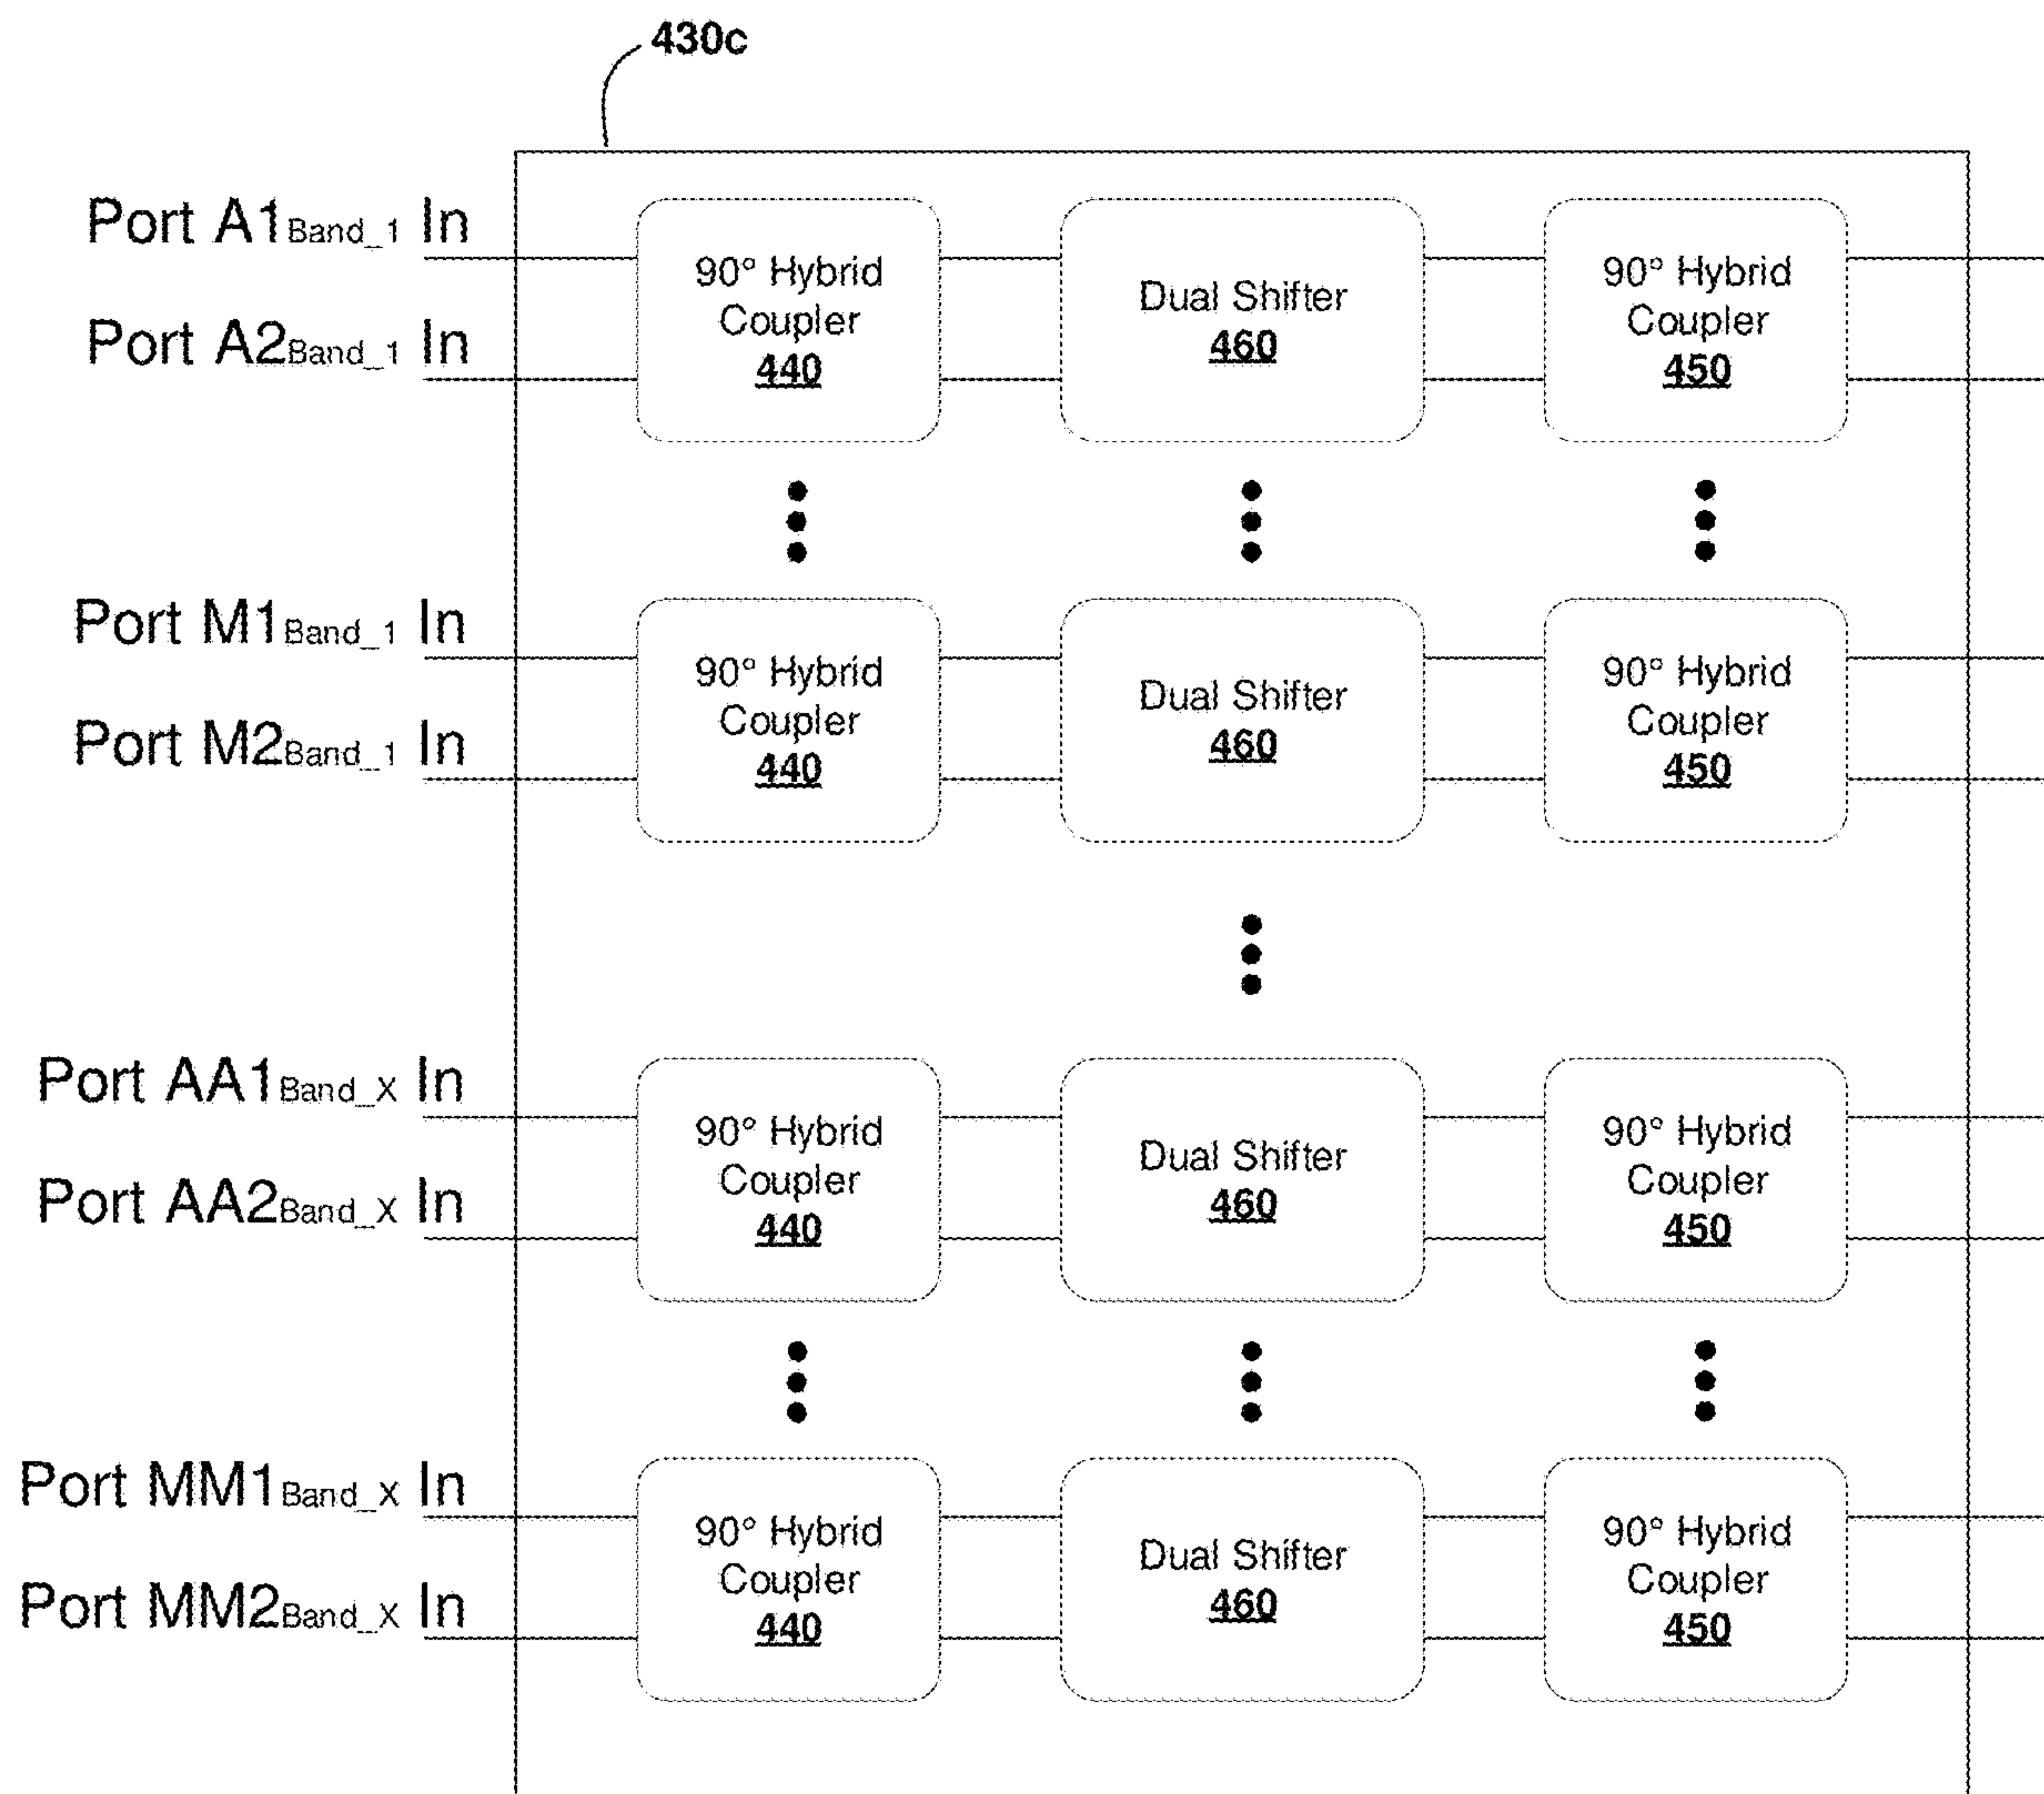 430c
Port A1Band_1 In
Port A2Band_1 In
90° Hybrid
Coupler
440
Dual Shifter
460
90° Hybrid
Coupler
450
Port M1Band_1 In
Port M2Band_1 In
90° Hybrid
Coupler
440
Dual Shifter
460
90° Hybrid
Coupler
450
Port AA1Band_X In
Port AA2Band_X In
90° Hybrid
Coupler
440
Dual Shifter
460
90° Hybrid
Coupler
450
Port MM1Band_X In
Port MM2Band_X In
90° Hybrid
Coupler
440
Dual Shifter
460
90° Hybrid
Coupler
450